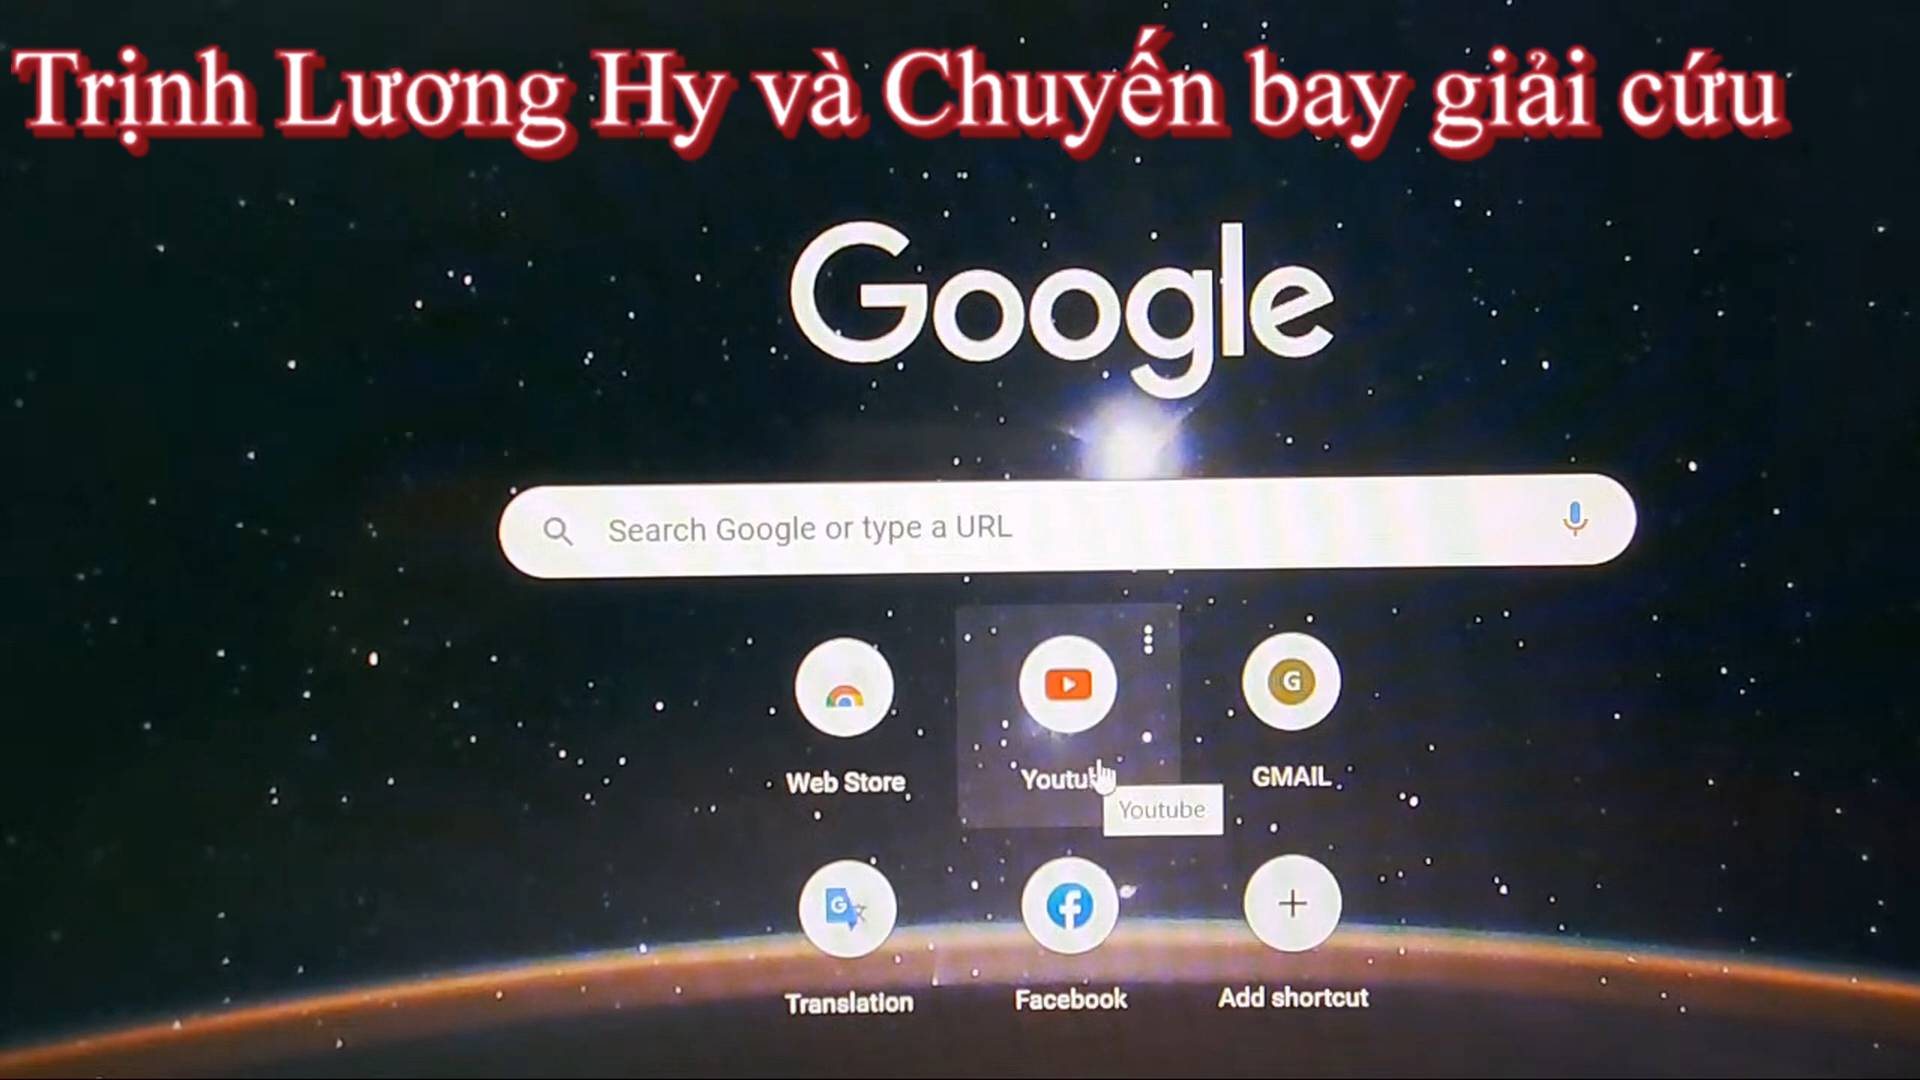 Trịnh Lương Hy và Chuyến bay giải cứu
Google
Search Google or type a URL
G
Web Store
Youtube
GMAIL
Youtube
G
Translation
Facebook
Add shortcut